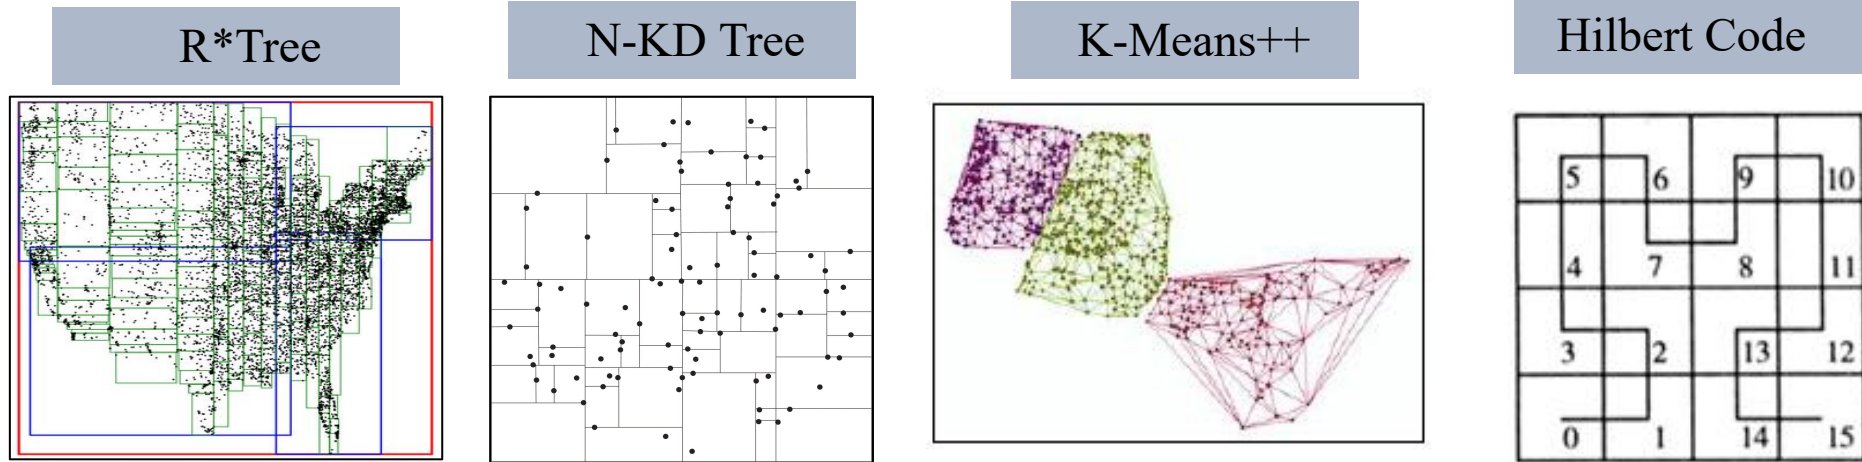 R*Tree
N-KD Tree
K-Means++
Hilbert Code
5 6 9 10
4 7 8 11
3 2 13 12
0 1 14 15